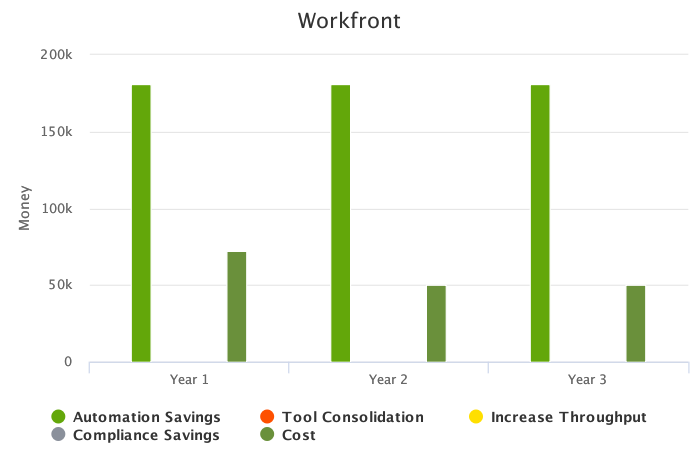 Workfront
200k
150k
100k
50k
0
Money
Year 1 Year 2 Year 3
Automation Savings Tool Consolidation Increase Throughput
Compliance Savings Cost